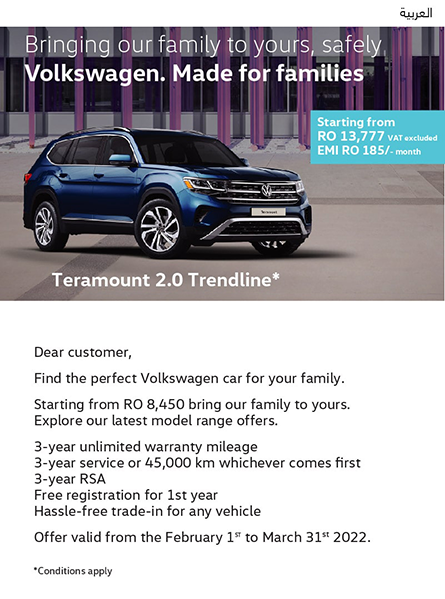 العربية
Bringing our family to yours, safely
Volkswagen. Made for families
Starting from
RO 13,777 VAT excluded
EMI RO 185/- month
Teramount
Teramount 2.0 Trendline*
Dear customer,
Find the perfect Volkswagen car for your family.
Starting from RO 8,450 bring our family to yours.
Explore our latest model range offers.
3-year unlimited warranty mileage
3-year service or 45,000 km whichever comes first
3-year RSA
Free registration for 1st year
Hassle-free trade-in for any vehicle
Offer valid from the February 1st to March 31st 2022.
*Conditions apply